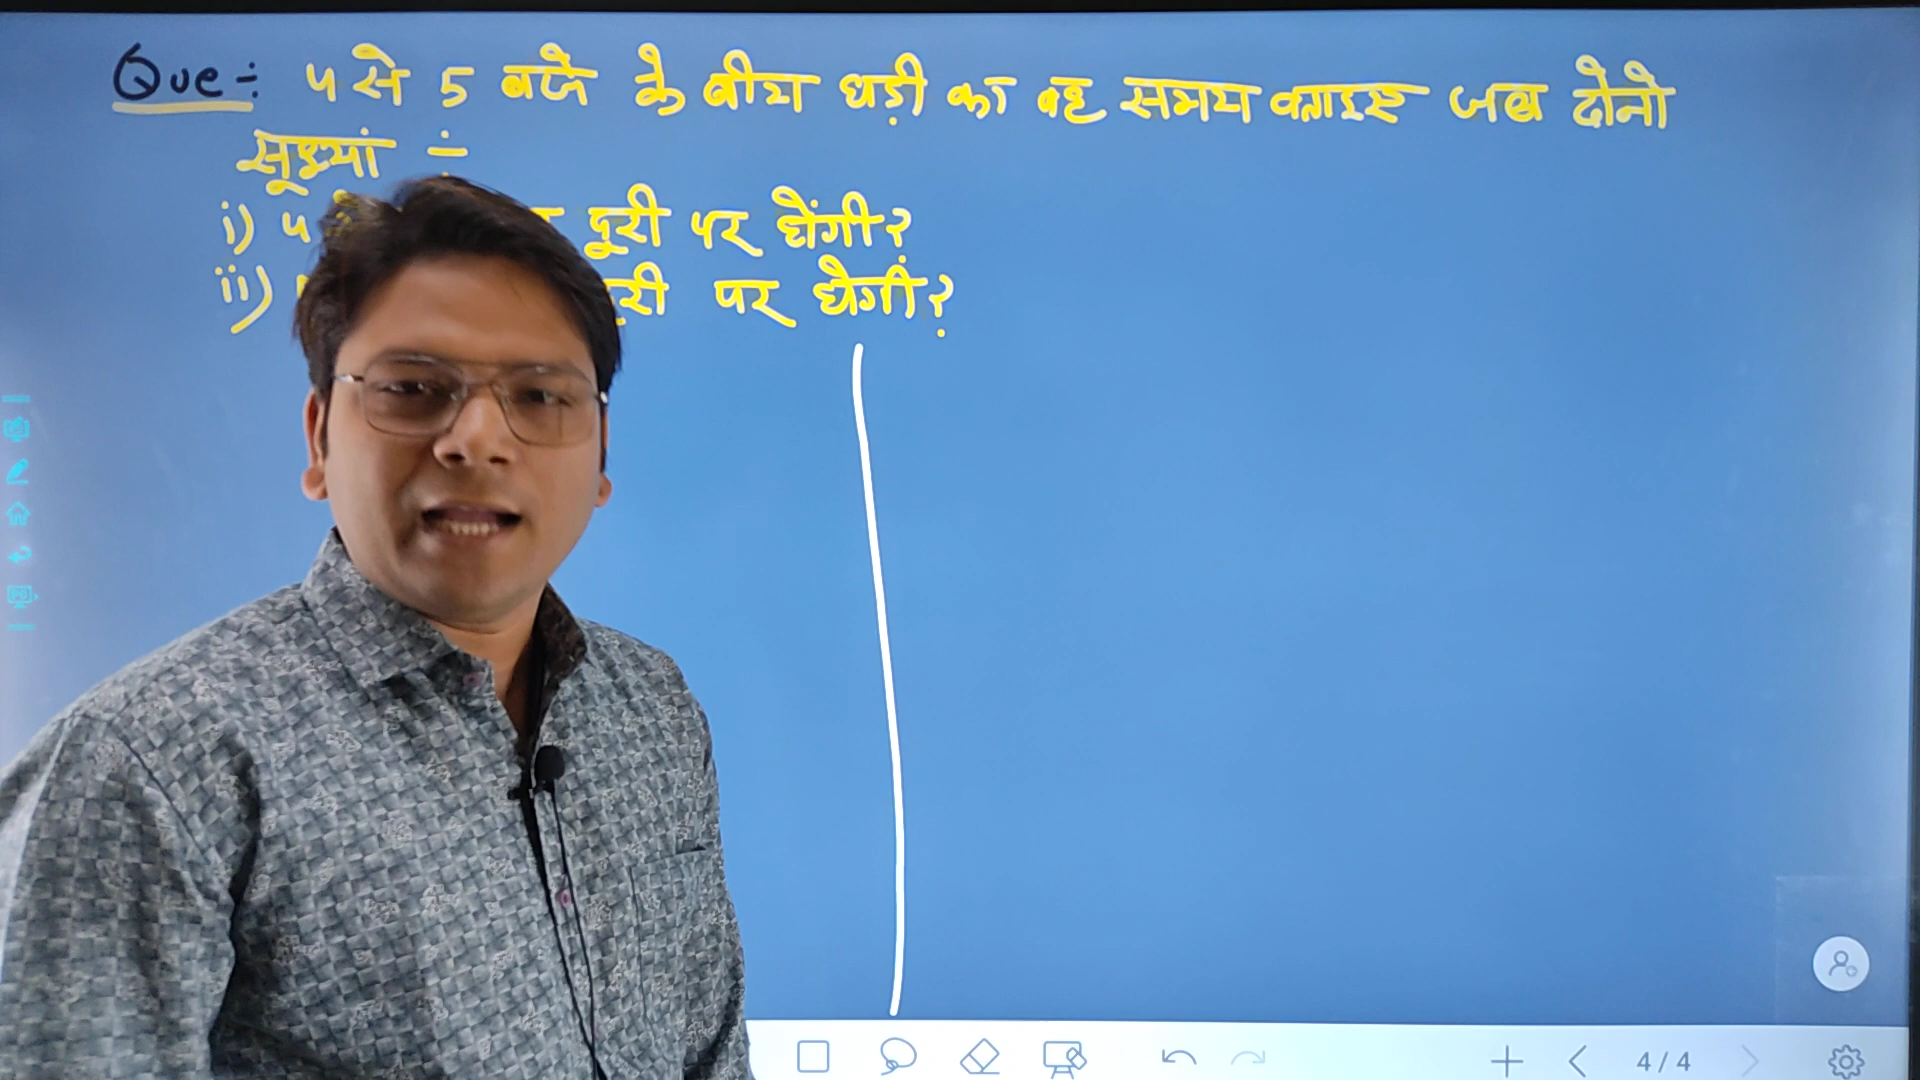 Que:- 4 से 5 बजे के बीच घड़ी का वह समय बताइए जब दोनो
सूइयां :-
i) 4 दूरी पर होंगी?
ii) दूरी पर होगी?
4/4